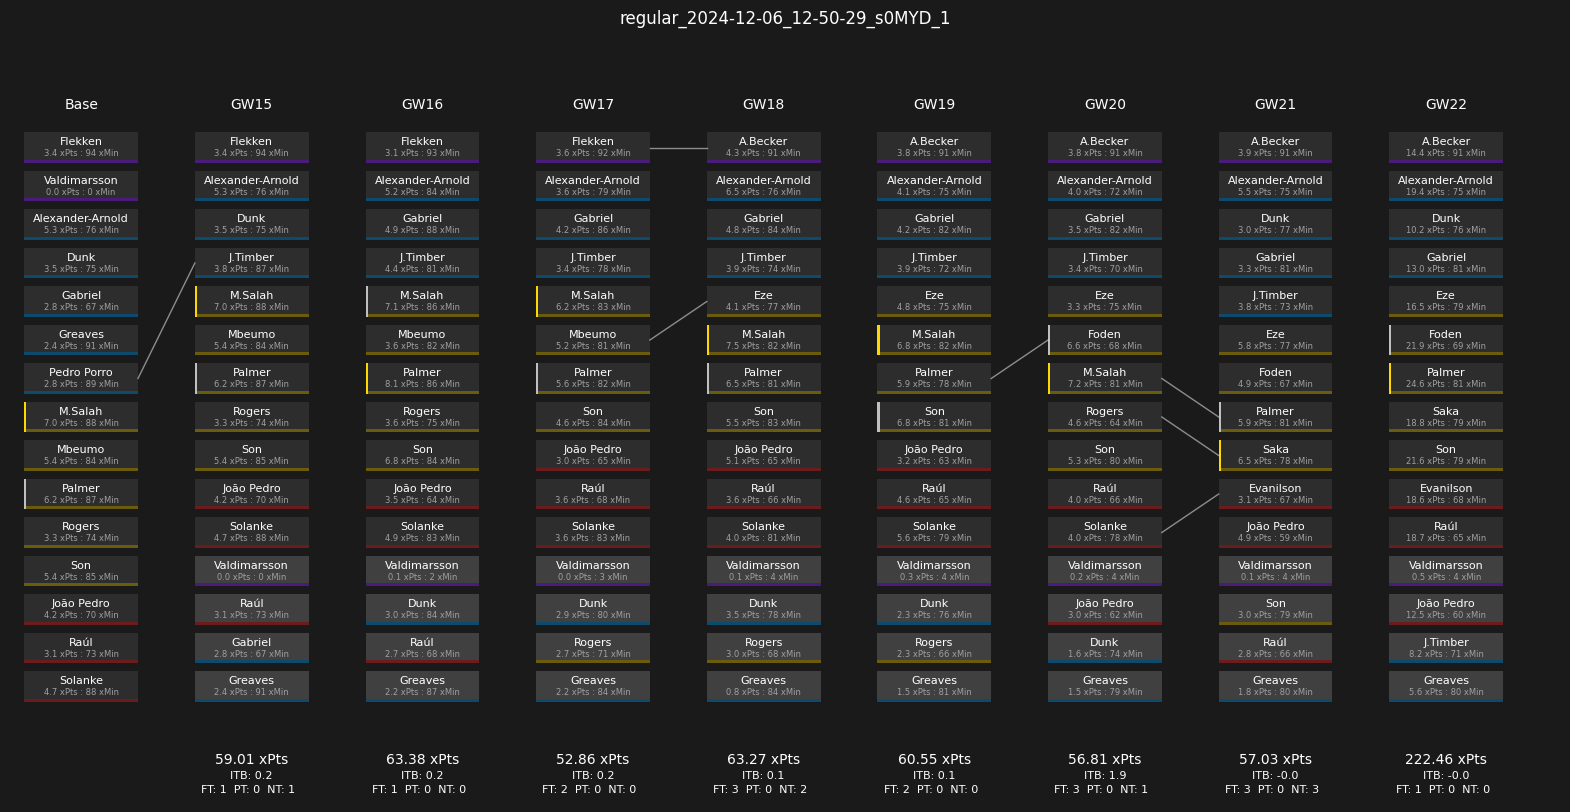 regular_2024-12-06_12-50-29_s0MYD_1
Base
Flekken
3.4 xPts : 94 xMin
Valdimarsson
0.0 xPts : 0 xMin
Alexander-Arnold
5.3 xPts : 76 xMin
Dunk
3.5 xPts : 75 xMin
Gabriel
2.8 xPts : 67 xMin
Greaves
2.4 xPts : 91 xMin
Pedro Porro
2.8 xPts : 89 xMin
M.Salah
7.0 xPts : 88 xMin
Mbeumo
5.4 xPts : 84 xMin
Palmer
6.2 xPts : 87 xMin
Rogers
3.3 xPts : 74 xMin
Son
5.4 xPts : 85 xMin
João Pedro
4.2 xPts : 70 xMin
Raúl
3.1 xPts : 73 xMin
Solanke
4.7 xPts : 88 xMin
GW15
Flekken
3.4 xPts : 94 xMin
Alexander-Arnold
5.3 xPts : 76 xMin
Dunk
3.5 xPts : 75 xMin
J.Timber
3.8 xPts : 87 xMin
M.Salah
7.0 xPts : 88 xMin
Mbeumo
5.4 xPts : 84 xMin
Palmer
6.2 xPts : 87 xMin
Rogers
3.3 xPts : 74 xMin
Son
5.4 xPts : 85 xMin
João Pedro
4.2 xPts : 70 xMin
Solanke
4.7 xPts : 88 xMin
Valdimarsson
0.0 xPts : 0 xMin
Raúl
3.1 xPts : 73 xMin
Gabriel
2.8 xPts : 67 xMin
Greaves
2.4 xPts : 91 xMin
59.01 xPts
ITB: 0.2
FT: 1 PT: 0 NT: 1
GW16
Flekken
3.1 xPts : 93 xMin
Alexander-Arnold
5.2 xPts : 84 xMin
Gabriel
4.9 xPts : 88 xMin
J.Timber
4.4 xPts : 81 xMin
M.Salah
7.1 xPts : 86 xMin
Mbeumo
3.6 xPts : 82 xMin
Palmer
8.1 xPts : 86 xMin
Rogers
3.6 xPts : 75 xMin
Son
6.8 xPts : 84 xMin
João Pedro
3.5 xPts : 64 xMin
Solanke
4.9 xPts : 83 xMin
Valdimarsson
0.1 xPts : 2 xMin
Dunk
3.0 xPts : 84 xMin
Raúl
2.7 xPts : 68 xMin
Greaves
2.2 xPts : 87 xMin
63.38 xPts
ITB: 0.2
FT: 1 PT: 0 NT: 0
GW17
Flekken
3.6 xPts : 92 xMin
Alexander-Arnold
3.6 xPts : 79 xMin
Gabriel
4.2 xPts : 86 xMin
J.Timber
3.4 xPts : 78 xMin
M.Salah
6.2 xPts : 83 xMin
Mbeumo
5.2 xPts : 81 xMin
Palmer
5.6 xPts : 82 xMin
Son
4.6 xPts : 84 xMin
João Pedro
3.0 xPts : 65 xMin
Raúl
3.6 xPts : 68 xMin
Solanke
3.6 xPts : 83 xMin
Valdimarsson
0.0 xPts : 3 xMin
Dunk
2.9 xPts : 80 xMin
Rogers
2.7 xPts : 71 xMin
Greaves
2.2 xPts : 84 xMin
52.86 xPts
ITB: 0.2
FT: 2 PT: 0 NT: 0
GW18
A.Becker
4.3 xPts : 91 xMin
Alexander-Arnold
6.5 xPts : 76 xMin
Gabriel
4.8 xPts : 84 xMin
J.Timber
3.9 xPts : 74 xMin
Eze
4.1 xPts : 77 xMin
M.Salah
7.5 xPts : 82 xMin
Palmer
6.5 xPts : 81 xMin
Son
5.5 xPts : 83 xMin
João Pedro
5.1 xPts : 65 xMin
Raúl
3.6 xPts : 66 xMin
Solanke
4.0 xPts : 81 xMin
Valdimarsson
0.1 xPts : 4 xMin
Dunk
3.5 xPts : 78 xMin
Rogers
3.0 xPts : 68 xMin
Greaves
0.8 xPts : 84 xMin
63.27 xPts
ITB: 0.1
FT: 3 PT: 0 NT: 2
GW19
A.Becker
3.8 xPts : 91 xMin
Alexander-Arnold
4.1 xPts : 75 xMin
Gabriel
4.2 xPts : 82 xMin
J.Timber
3.9 xPts : 72 xMin
Eze
4.8 xPts : 75 xMin
M.Salah
6.8 xPts : 82 xMin
Palmer
5.9 xPts : 78 xMin
Son
6.8 xPts : 81 xMin
João Pedro
3.2 xPts : 63 xMin
Raúl
4.6 xPts : 65 xMin
Solanke
5.6 xPts : 79 xMin
Valdimarsson
0.3 xPts : 4 xMin
Dunk
2.3 xPts : 76 xMin
Rogers
2.3 xPts : 66 xMin
Greaves
1.5 xPts : 81 xMin
60.55 xPts
ITB: 0.1
FT: 2 PT: 0 NT: 0
GW20
A.Becker
3.8 xPts : 91 xMin
Alexander-Arnold
4.0 xPts : 72 xMin
Gabriel
3.5 xPts : 82 xMin
J.Timber
3.4 xPts : 70 xMin
Eze
3.3 xPts : 75 xMin
Foden
6.6 xPts : 68 xMin
M.Salah
7.2 xPts : 81 xMin
Rogers
4.6 xPts : 64 xMin
Son
5.3 xPts : 80 xMin
Raúl
4.0 xPts : 66 xMin
Solanke
4.0 xPts : 78 xMin
Valdimarsson
0.2 xPts : 4 xMin
João Pedro
3.0 xPts : 62 xMin
Dunk
1.6 xPts : 74 xMin
Greaves
1.5 xPts : 79 xMin
56.81 xPts
ITB: 1.9
FT: 3 PT: 0 NT: 1
GW21
A.Becker
3.9 xPts : 91 xMin
Alexander-Arnold
5.5 xPts : 75 xMin
Dunk
3.0 xPts : 77 xMin
Gabriel
3.3 xPts : 81 xMin
J.Timber
3.8 xPts : 73 xMin
Eze
5.8 xPts : 77 xMin
Foden
4.9 xPts : 67 xMin
Palmer
5.9 xPts : 81 xMin
Saka
6.5 xPts : 78 xMin
Evanilson
3.1 xPts : 67 xMin
João Pedro
4.9 xPts : 59 xMin
Valdimarsson
0.1 xPts : 4 xMin
Son
3.0 xPts : 79 xMin
Raúl
2.8 xPts : 66 xMin
Greaves
1.8 xPts : 80 xMin
57.03 xPts
ITB: -0.0
FT: 3 PT: 0 NT: 3
GW22
A.Becker
14.4 xPts : 91 xMin
Alexander-Arnold
19.4 xPts : 75 xMin
Dunk
10.2 xPts : 76 xMin
Gabriel
13.0 xPts : 81 xMin
Eze
16.5 xPts : 79 xMin
Foden
21.9 xPts : 69 xMin
Palmer
24.6 xPts : 81 xMin
Saka
18.8 xPts : 79 xMin
Son
21.6 xPts : 79 xMin
Evanilson
18.6 xPts : 68 xMin
Raúl
18.7 xPts : 65 xMin
Valdimarsson
0.5 xPts : 4 xMin
João Pedro
12.5 xPts : 60 xMin
J.Timber
8.2 xPts : 71 xMin
Greaves
5.6 xPts : 80 xMin
222.46 xPts
ITB: -0.0
FT: 1 PT: 0 NT: 0